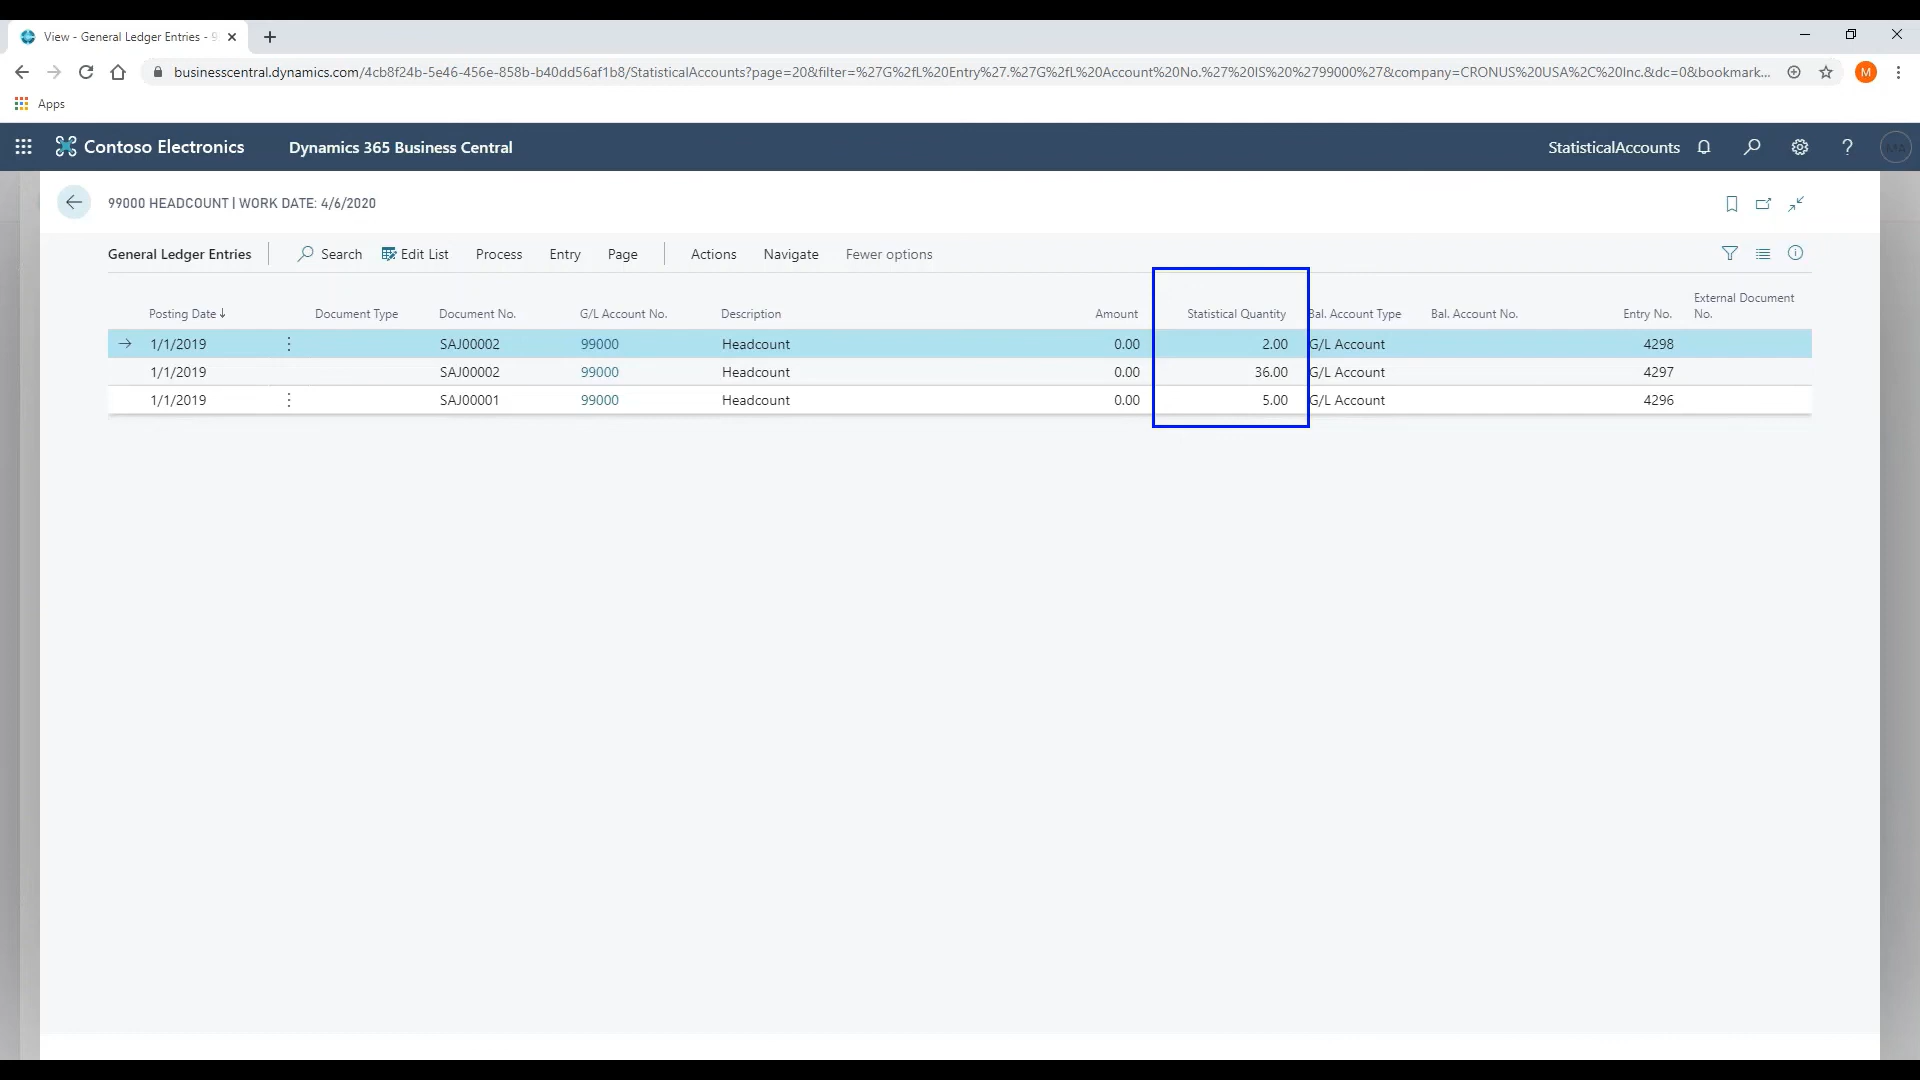 View - General Ledger Entries - 9
businesscentral.dynamics.com/4cb8f24b-5e46-456e-858b-b40dd56af1b8/StatisticalAccounts?page=20&filter=%27G%2fL%20Entry%27.%27G%2fL%20Account%20No.%27%20IS%20%2799000%27&company=CRONUS%20USA%2C%20Inc.&dc=0&bookmark... M
Apps
Contoso Electronics Dynamics 365 Business Central StatisticalAccounts ?
99000 HEADCOUNT | WORK DATE: 4/6/2020
General Ledger Entries Search Edit List Process Entry Page Actions Navigate Fewer options
Posting Date↓ Document Type Document No. G/L Account No. Description Amount Statistical Quantity Bal. Account Type Bal. Account No. Entry No. External Document No.
→ 1/1/2019 SAJ00002 99000 Headcount 0.00 2.00 G/L Account 4298
1/1/2019 SAJ00002 99000 Headcount 0.00 36.00 G/L Account 4297
1/1/2019 SAJ00001 99000 Headcount 0.00 5.00 G/L Account 4296